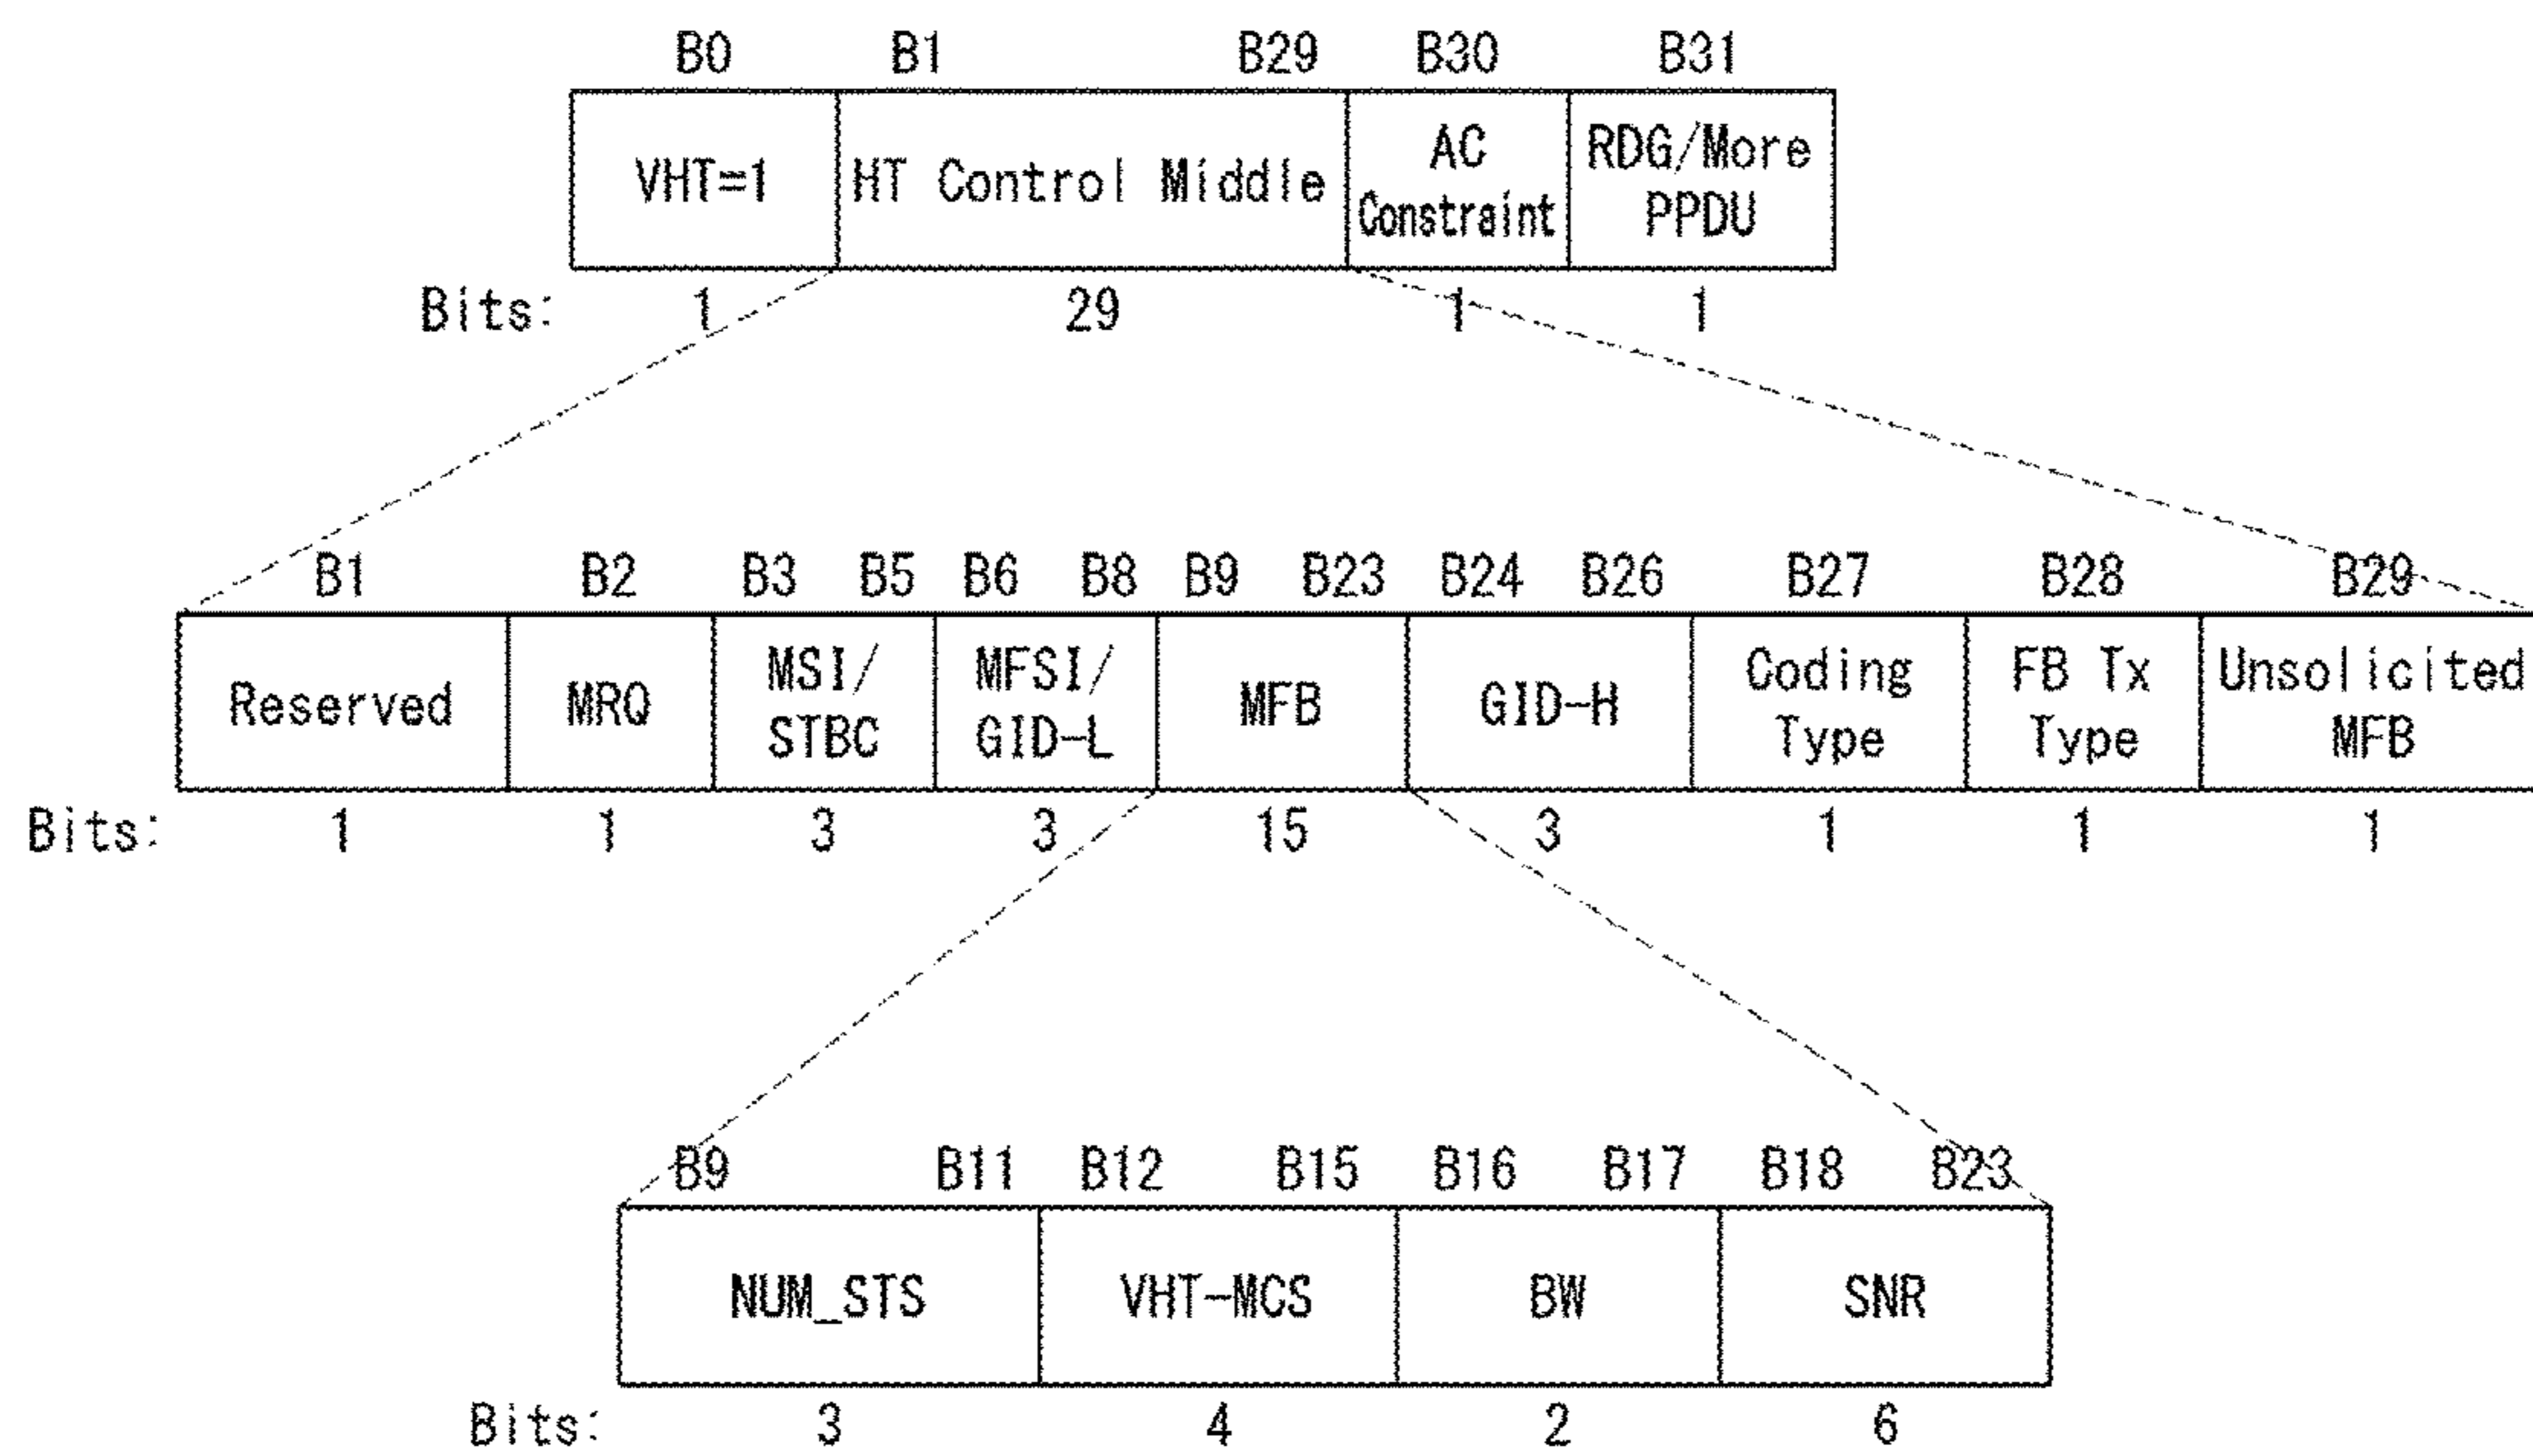 B0 B1 B29 B30 B31
VHT=1 HT Control Middle AC Constraint RDG/More PPDU
Bits: 1 29 1 1
B1 B2 B3 B5 B6 B8 B9 B23 B24 B26 B27 B28 B29
Reserved MRQ MSI/ STBC MFSI/ GID-L MFB GID-H Coding Type FB Tx Type Unsolicited MFB
Bits: 1 1 3 3 15 3 1 1 1
B9 B11 B12 B15 B16 B17 B18 B23
NUM_STS VHT-MCS BW SNR
Bits: 3 4 2 6